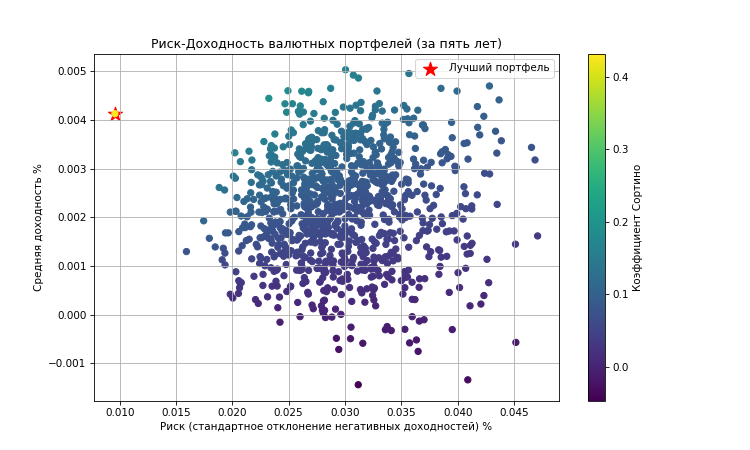 Риск-Доходность валютных портфелей (за пять лет)
Лучший портфель
0.005
0.004
0.003
0.002
0.001
0.000
−0.001
Средняя доходность %
0.010 0.015 0.020 0.025 0.030 0.035 0.040 0.045
Риск (стандартное отклонение негативных доходностей) %
0.4
0.3
0.2
0.1
0.0
Коэффициент Сортино